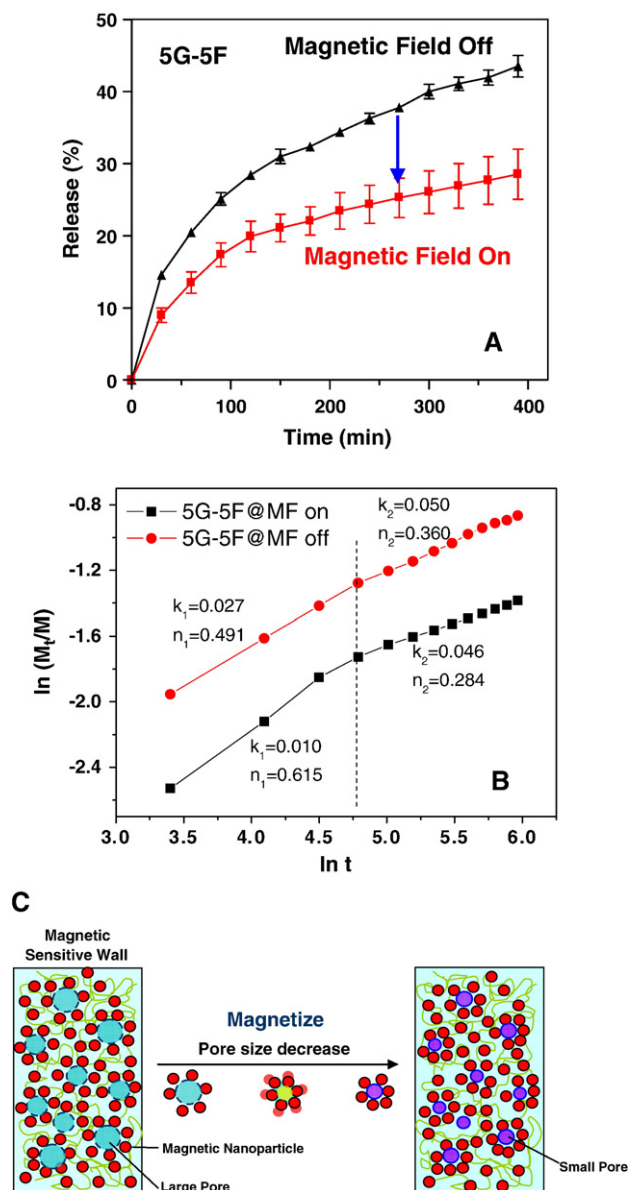 5G-5F
Magnetic Field Off
Magnetic Field On
A
Release (%)
50
40
30
20
10
0
0 100 200 300 400
Time (min)
5G-5F@MF on
5G-5F@MF off
k2=0.050
n2=0.360
k1=0.027
n1=0.491
k2=0.046
n2=0.284
k1=0.010
n1=0.615
B
ln (Mt/M)
-0.8
-1.2
-1.6
-2.0
-2.4
3.0 3.5 4.0 4.5 5.0 5.5 6.0
ln t
C
Magnetic
Sensitive Wall
Magnetize
Pore size decrease
Magnetic Nanoparticle
Large Pore
Small Pore